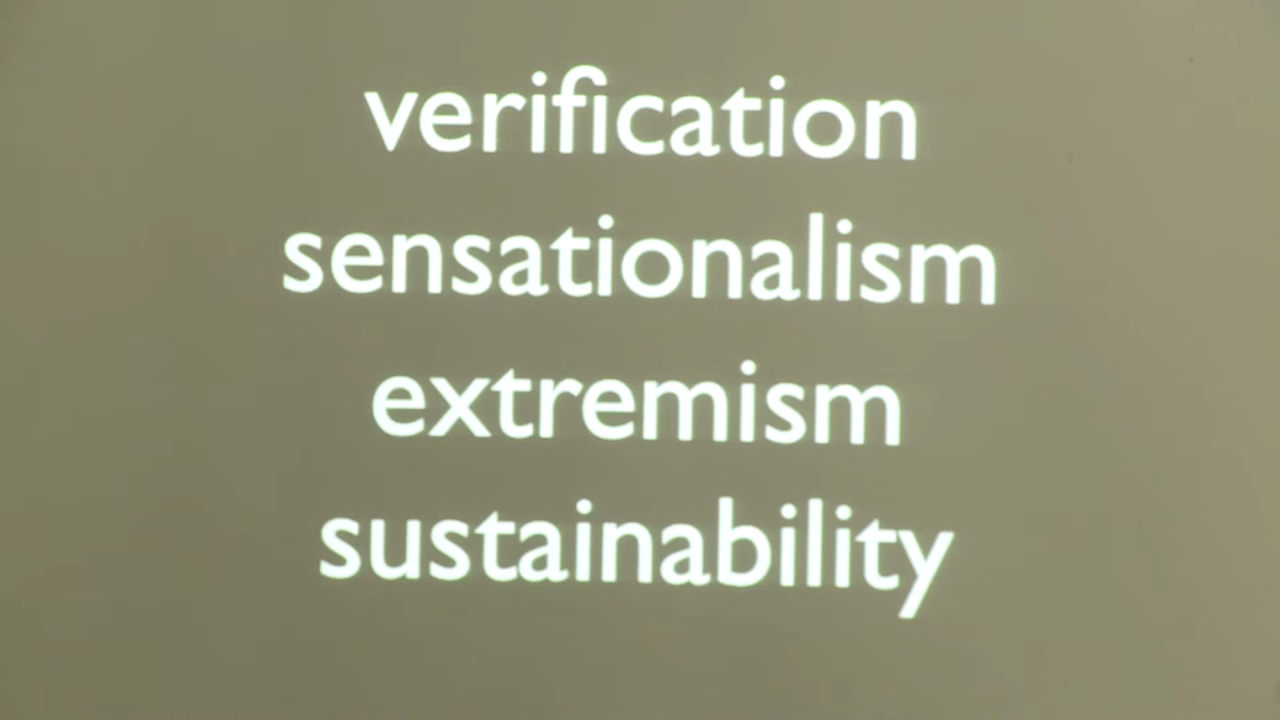 verification
sensationalism
extremism
sustainability